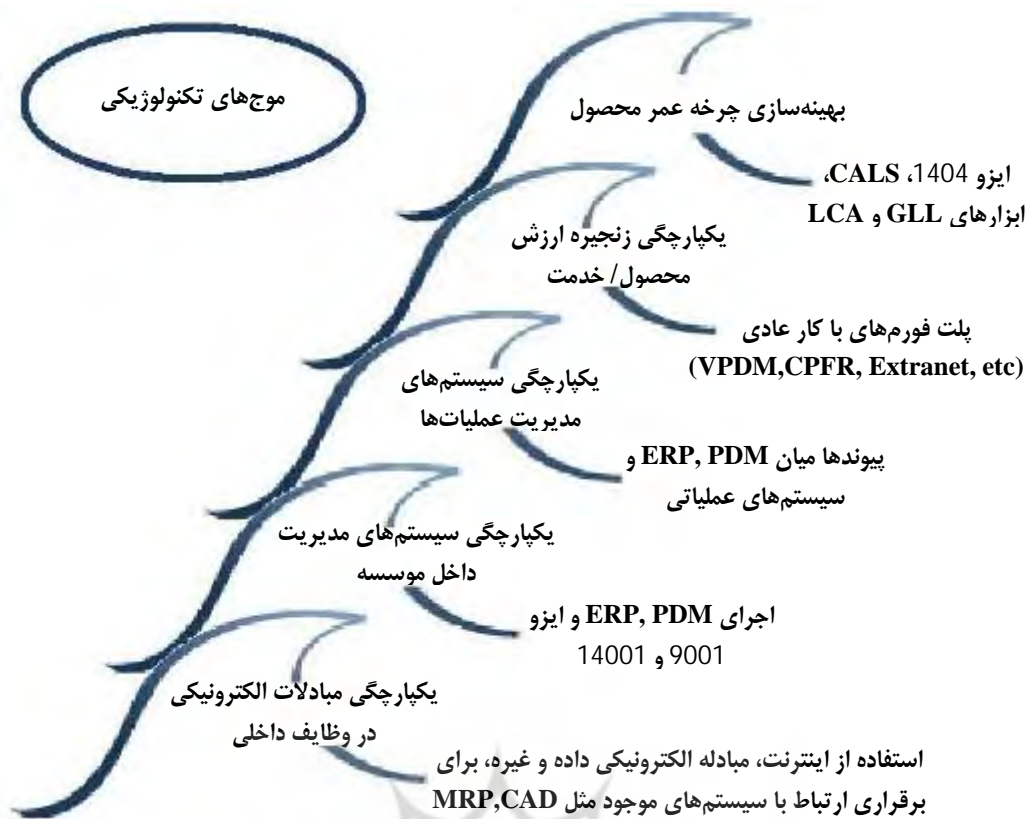 موج‌های تکنولوژیکی
بهینه‌سازی چرخه عمر محصول
ایزو 1404، CALS،
ابزارهای GLL و LCA
یکپارچگی زنجیره ارزش
محصول/ خدمت
پلت فورم‌های با کار عادی
(VPDM,CPFR, Extranet, etc)
یکپارچگی سیستم‌های
مدیریت عملیات‌ها
پیوندها میان ERP, PDM و
سیستم‌های عملیاتی
یکپارچگی سیستم‌های مدیریت
داخل موسسه
اجرای ERP, PDM و ایزو
9001 و 14001
یکپارچگی مبادلات الکترونیکی
در وظایف داخلی
استفاده از اینترنت، مبادله الکترونیکی داده و غیره، برای
برقراری ارتباط با سیستم‌های موجود مثل MRP,CAD